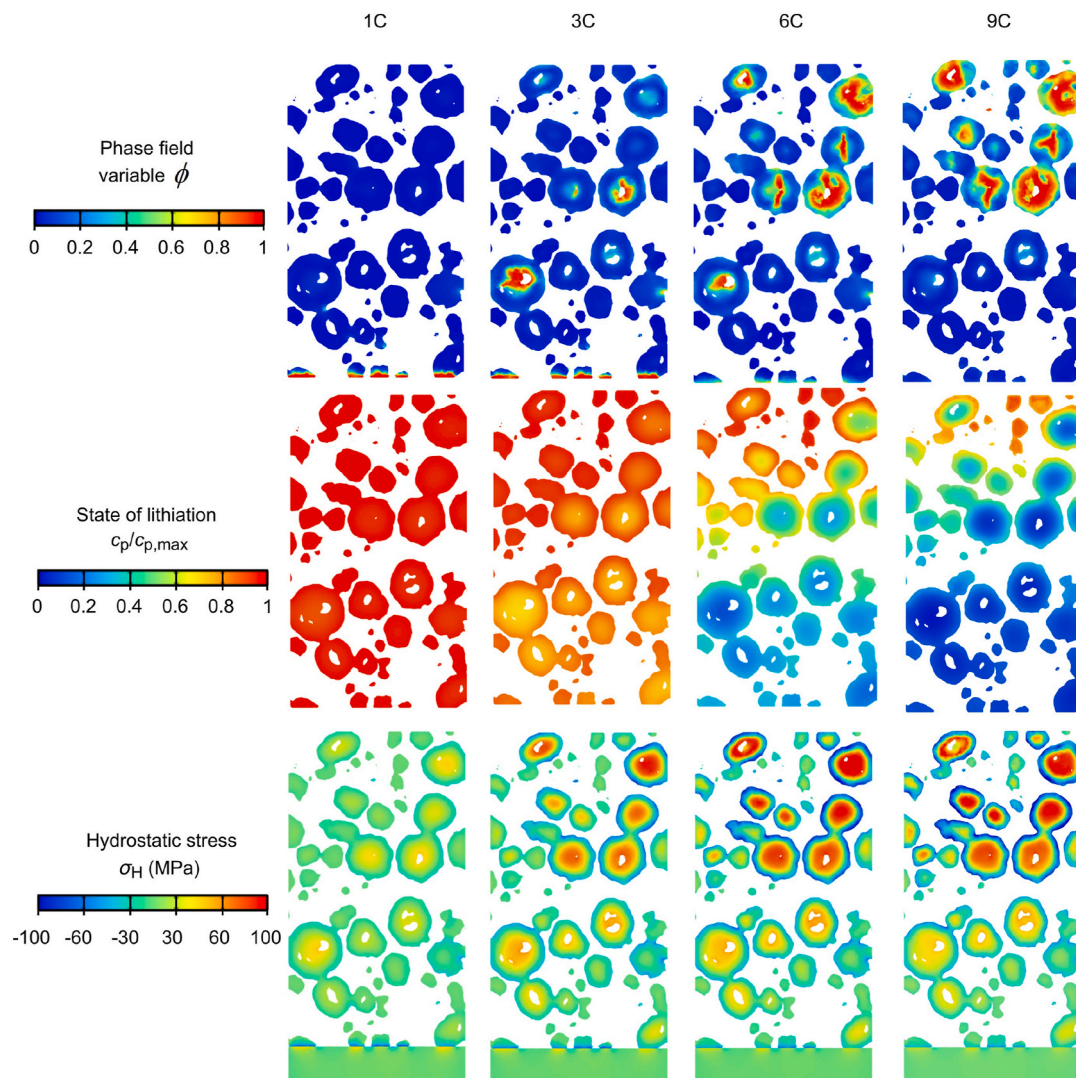 1C 3C 6C 9C
Phase field
variable ϕ
0 0.2 0.4 0.6 0.8 1
State of lithiation
cp/cp,max
0 0.2 0.4 0.6 0.8 1
Hydrostatic stress
σH (MPa)
-100 -60 -30 30 60 100